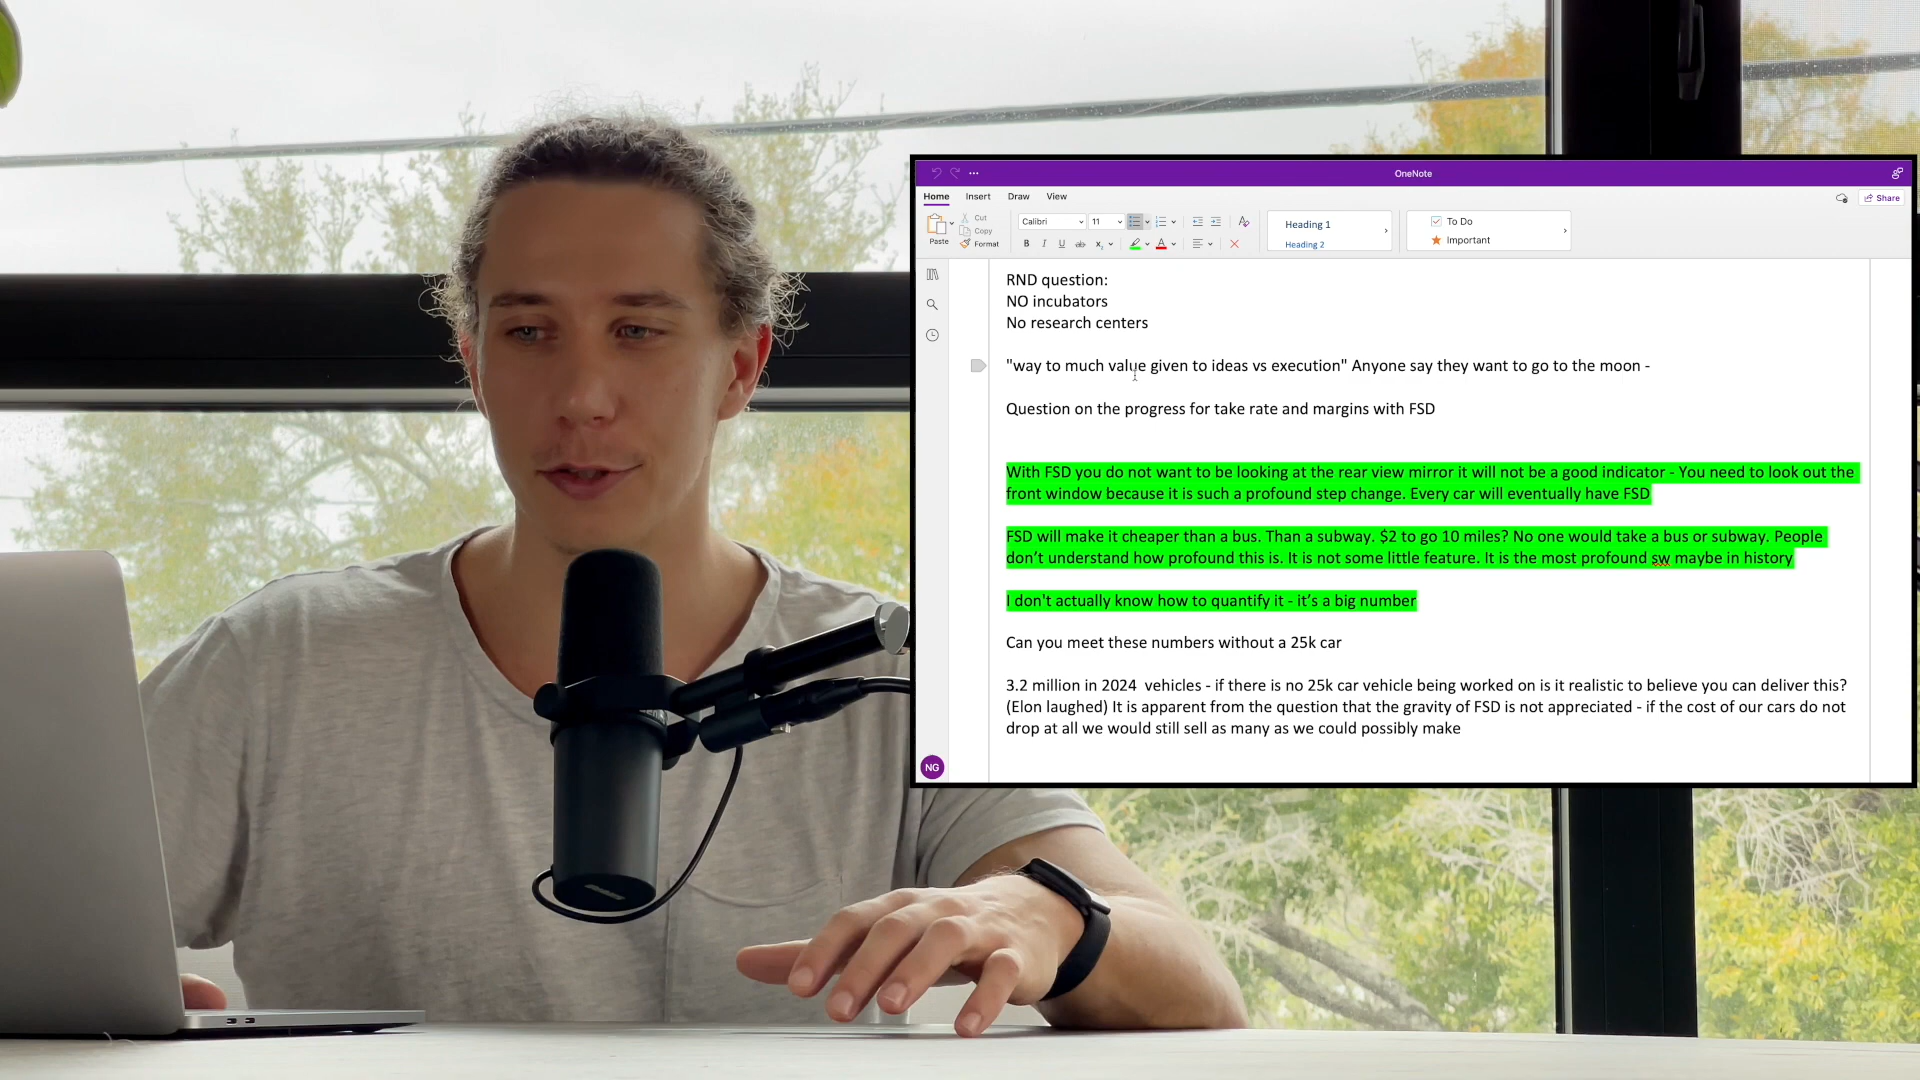 OneNote
Home Insert Draw View
Share
Paste
Cut
Copy
Format
Calibri
11
Heading 1
Heading 2
To Do
Important
RND question:
NO incubators
No research centers
"way to much value given to ideas vs execution" Anyone say they want to go to the moon -
Question on the progress for take rate and margins with FSD
With FSD you do not want to be looking at the rear view mirror it will not be a good indicator - You need to look out the
front window because it is such a profound step change. Every car will eventually have FSD
FSD will make it cheaper than a bus. Than a subway. $2 to go 10 miles? No one would take a bus or subway. People
don't understand how profound this is. It is not some little feature. It is the most profound sw maybe in history
I don't actually know how to quantify it - it's a big number
Can you meet these numbers without a 25k car
3.2 million in 2024 vehicles - if there is no 25k car vehicle being worked on is it realistic to believe you can deliver this?
(Elon laughed) It is apparent from the question that the gravity of FSD is not appreciated - if the cost of our cars do not
drop at all we would still sell as many as we could possibly make
NG